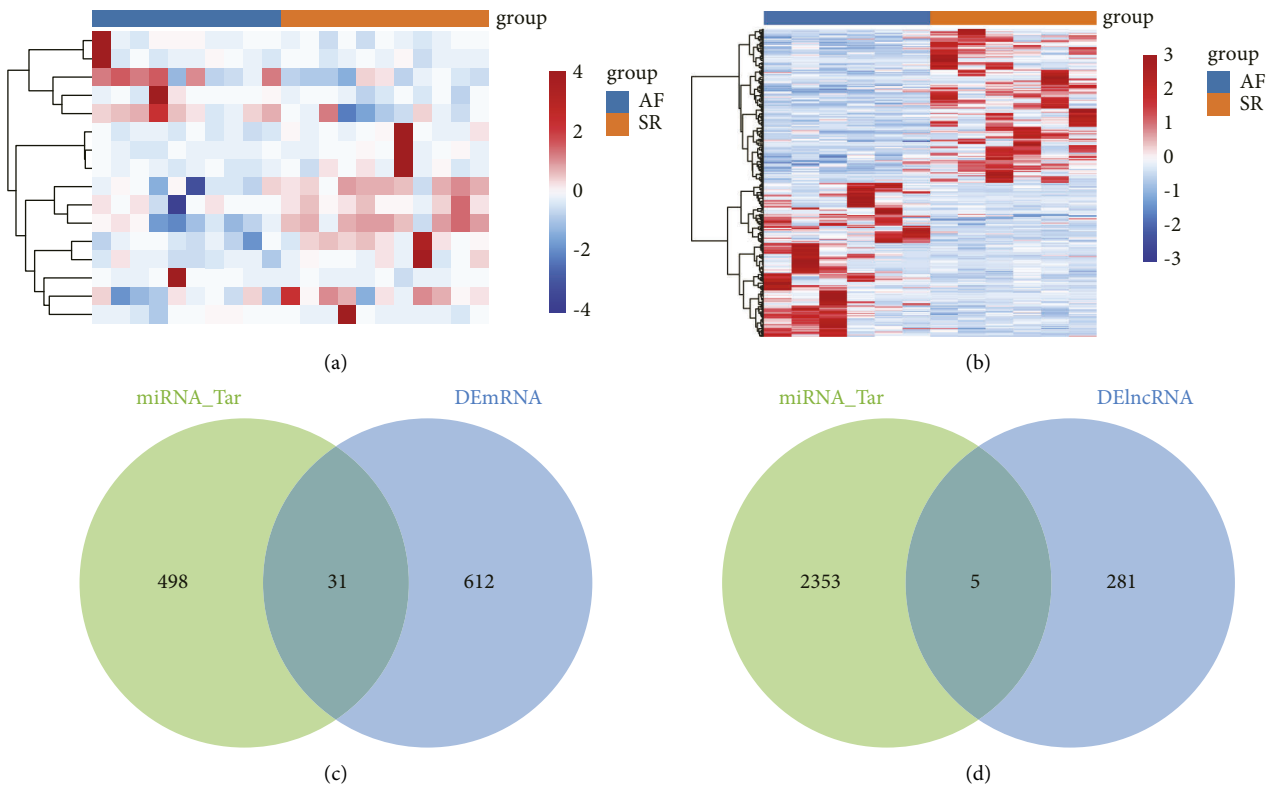 group
4
2
0
-2
-4
group
AF
SR
(a)
group
3
2
1
0
-1
-2
-3
group
AF
SR
(b)
miRNA_Tar
DEmRNA
498
31
612
(c)
miRNA_Tar
DElncRNA
2353
5
281
(d)